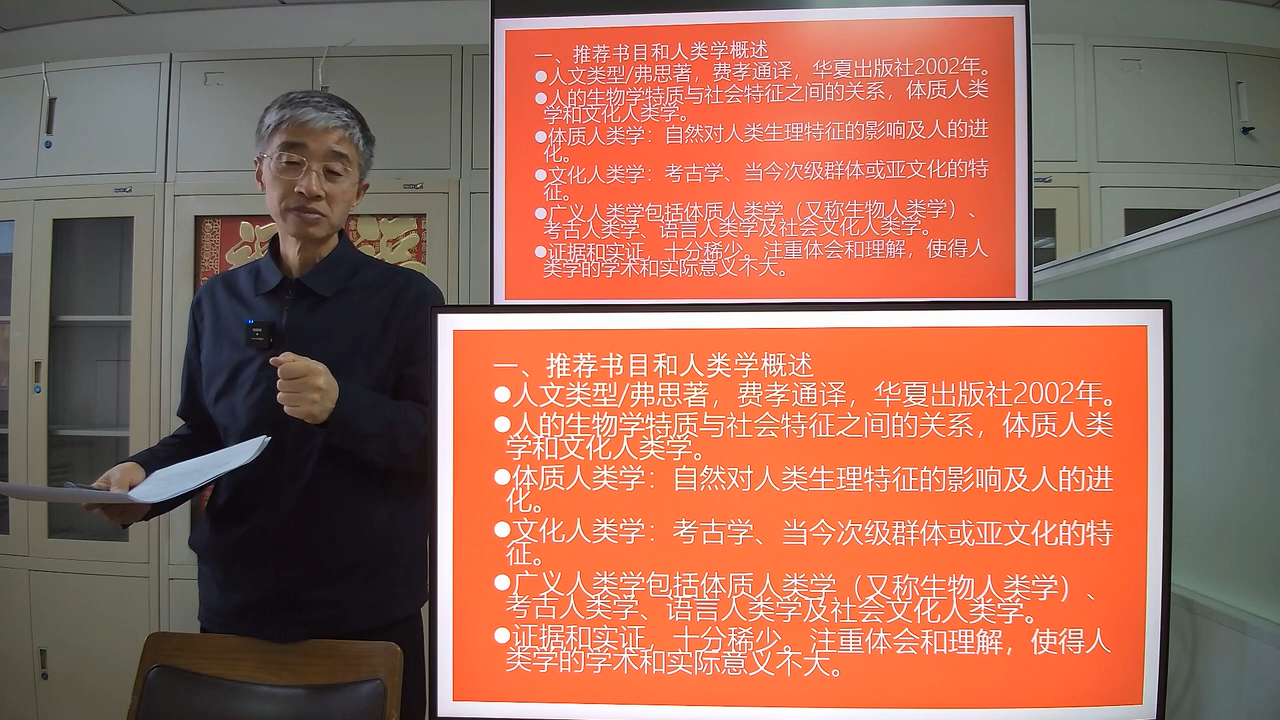 一、推荐书目和人类学概述
●人文类型/弗思著，费孝通译，华夏出版社2002年。
●人的生物学特质与社会特征之间的关系，体质人类
学和文化人类学。
●体质人类学：自然对人类生理特征的影响及人的进
化。
●文化人类学：考古学、当今次级群体或亚文化的特
征。
●广义人类学包括体质人类学（又称生物人类学）、
考古人类学、语言人类学及社会文化人类学。
●证据和实证，十分稀少。注重体会和理解，使得人
类学的学术和实际意义不大。
一、推荐书目和人类学概述
●人文类型/弗思著，费孝通译，华夏出版社2002年。
●人的生物学特质与社会特征之间的关系，体质人类
学和文化人类学。
●体质人类学：自然对人类生理特征的影响及人的进
化。
●文化人类学：考古学、当今次级群体或亚文化的特
征。
●广义人类学包括体质人类学（又称生物人类学）、
考古人类学、语言人类学及社会文化人类学。
●证据和实证，十分稀少。注重体会和理解，使得人
类学的学术和实际意义不大。